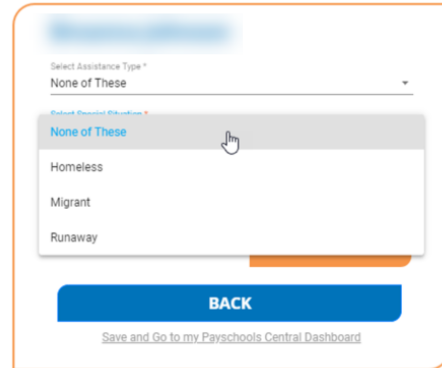 Select Assistance Type *
None of These
Select Special Situation *
None of These
Homeless
Migrant
Runaway
BACK
Save and Go to my Payschools Central Dashboard